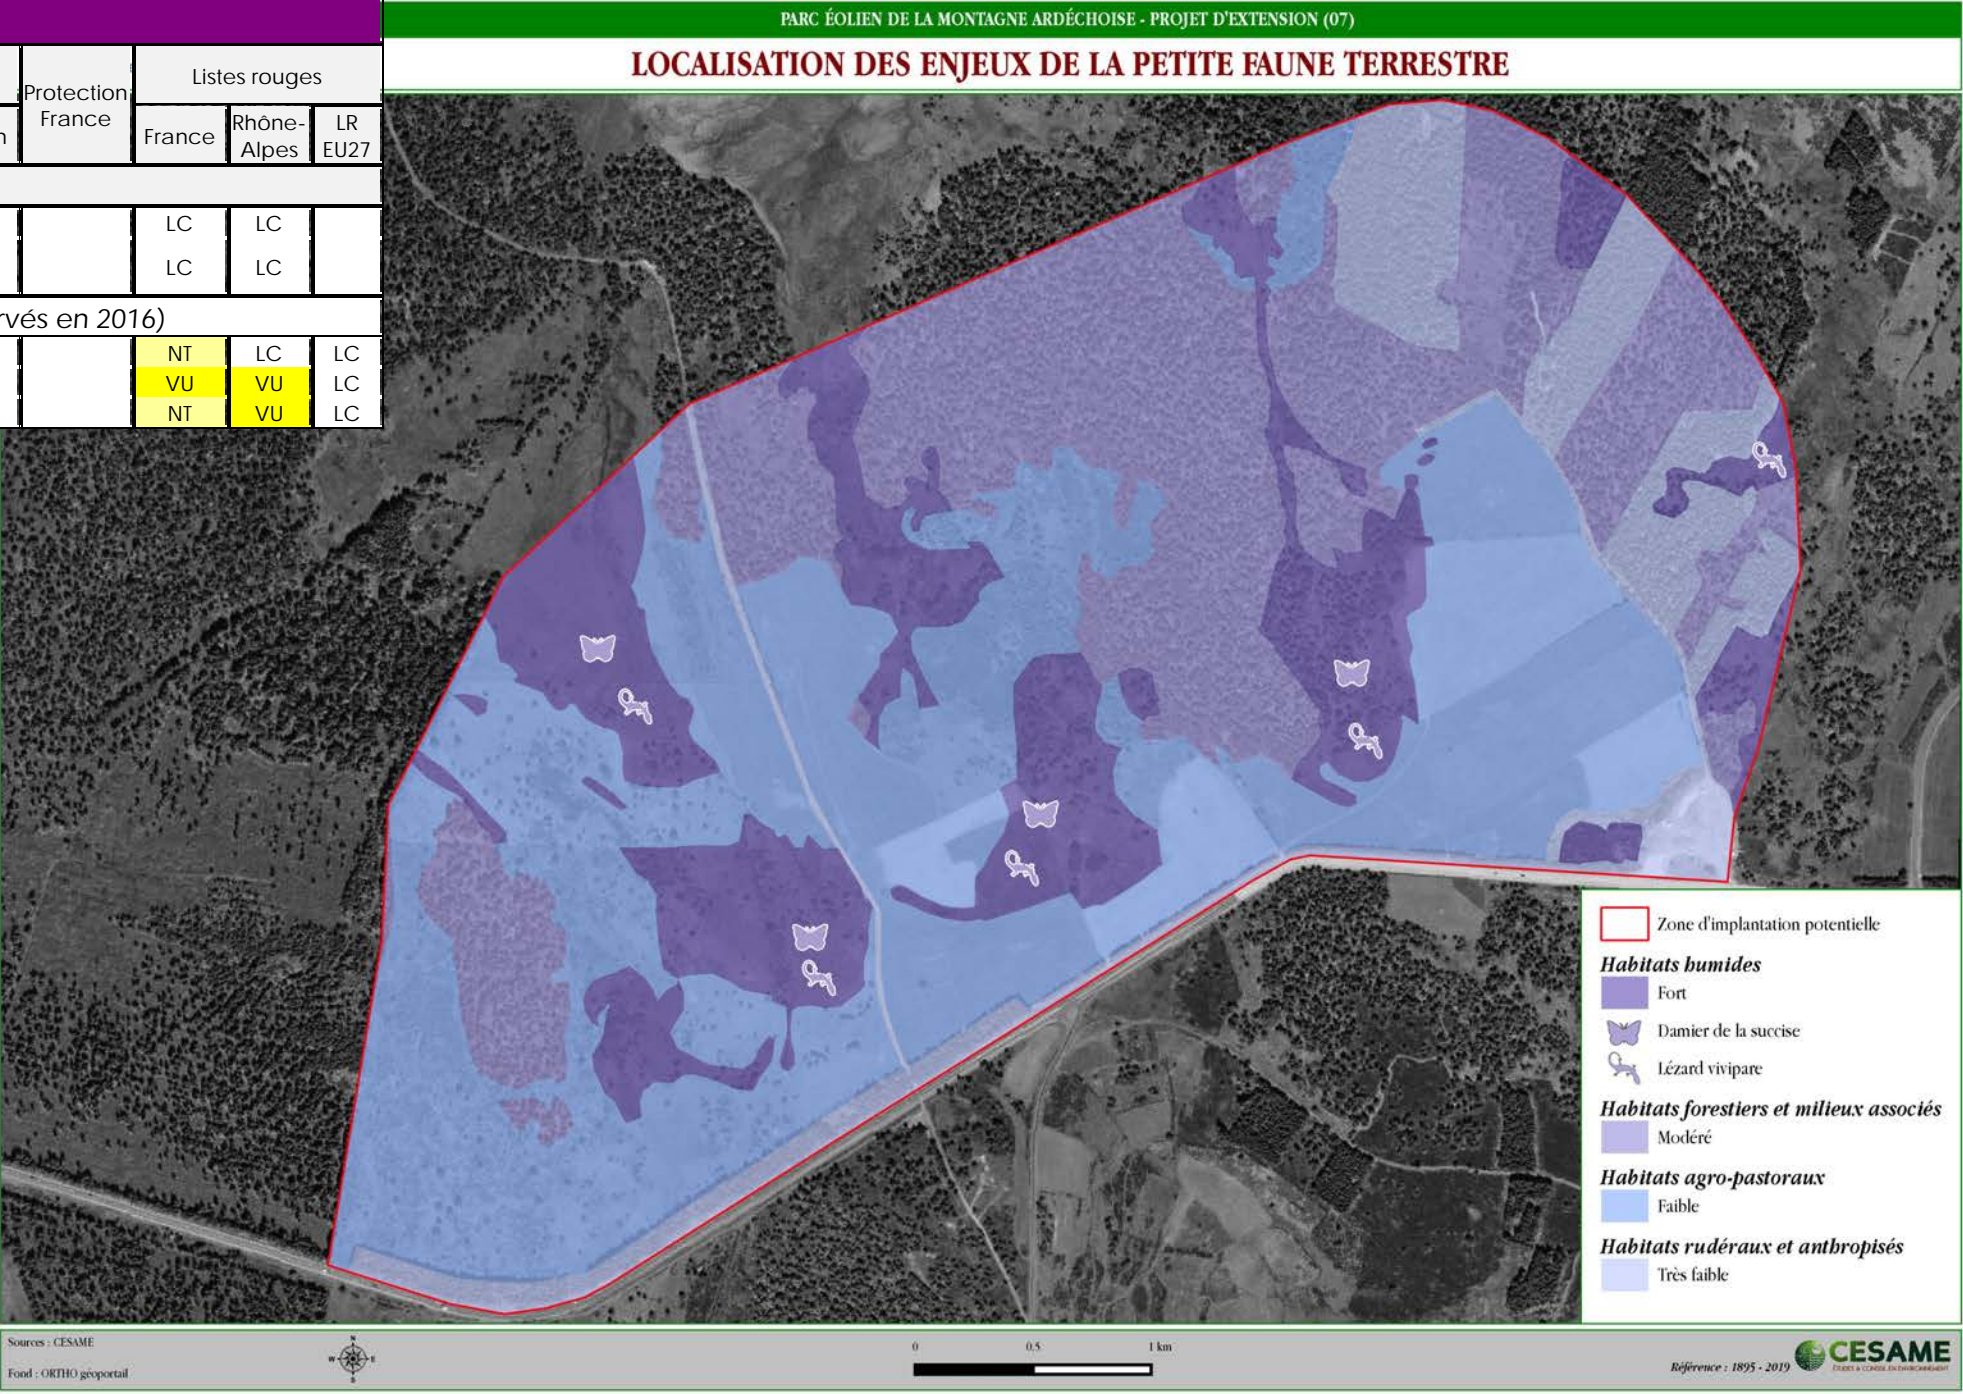 PARC ÉOLIEN DE LA MONTAGNE ARDÉCHOISE - PROJET D'EXTENSION (07)
LOCALISATION DES ENJEUX DE LA PETITE FAUNE TERRESTRE
Protection
France
Listes rouges
n
France
Rhône-
Alpes
LR
EU27
LC LC
LC LC
rvés en 2016)
NT LC LC
VU VU LC
NT VU LC
Zone d'implantation potentielle
Habitats humides
Fort
Damier de la succise
Lézard vivipare
Habitats forestiers et milieux associés
Modéré
Habitats agro-pastoraux
Faible
Habitats rudéraux et anthropisés
Très faible
Sources : CESAME
Fond : ORTHO géoportail
N
W E
S
0 0.5 1 km
Référence : 1895 - 2019
CESAME
ÉTUDES & CONSEIL EN ENVIRONNEMENT